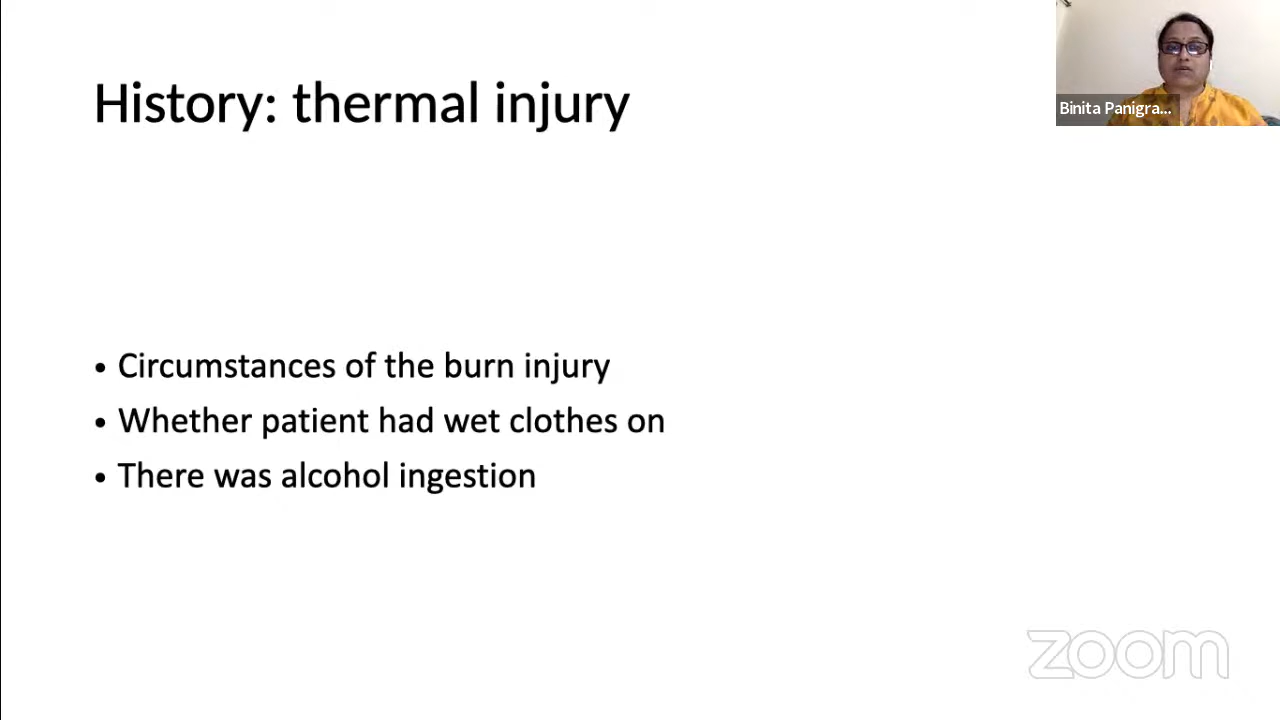 History: thermal injury
Binita Panigra...
• Circumstances of the burn injury
• Whether patient had wet clothes on
• There was alcohol ingestion
zoom